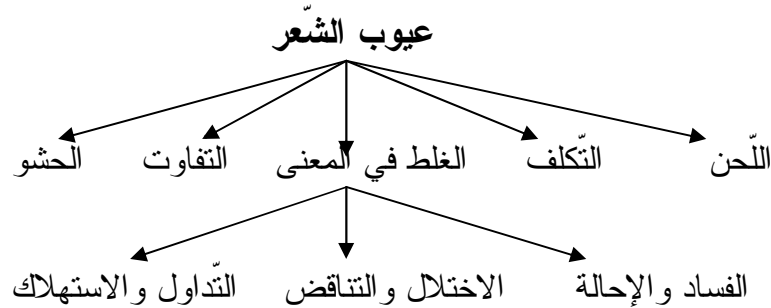 عيوب الشّعر
اللّحن التّكلف الغلط في المعنى التفاوت الحشو
الفساد والإحالة الاختلال والتناقض التّداول والاستهلاك